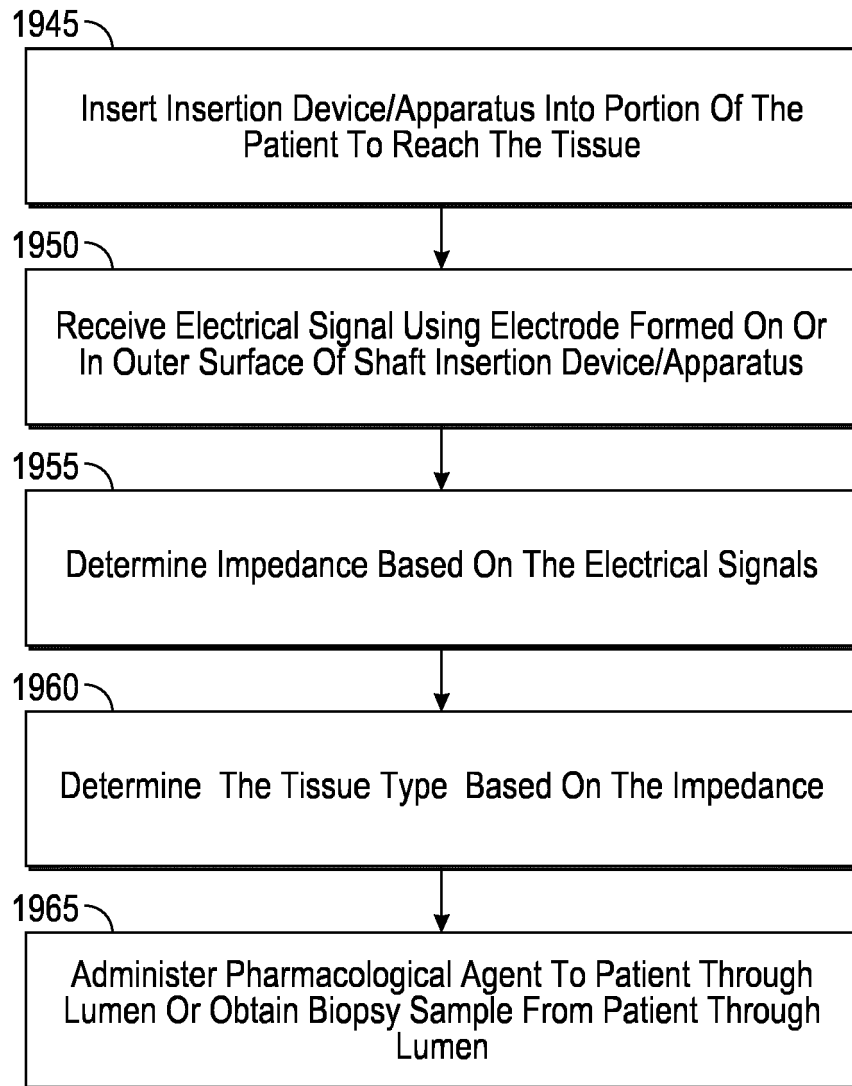 1945
Insert Insertion Device/Apparatus Into Portion Of The
Patient To Reach The Tissue
1950
Receive Electrical Signal Using Electrode Formed On Or
In Outer Surface Of Shaft Insertion Device/Apparatus
1955
Determine Impedance Based On The Electrical Signals
1960
Determine The Tissue Type Based On The Impedance
1965
Administer Pharmacological Agent To Patient Through
Lumen Or Obtain Biopsy Sample From Patient Through
Lumen